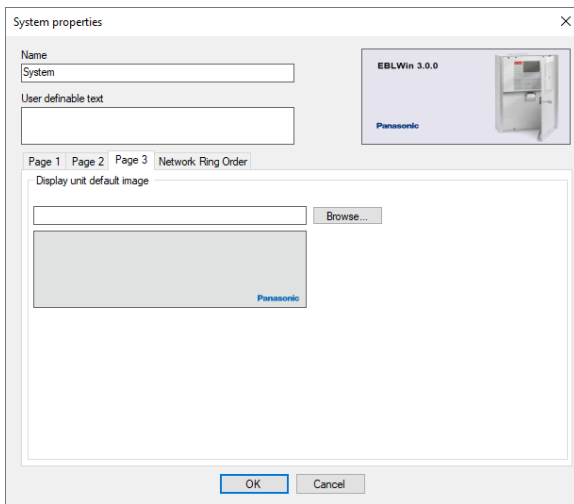 System properties
Name
System
EBLWin 3.0.0
User definable text
Panasonic
Page 1 Page 2 Page 3 Network Ring Order
Display unit default image
Browse...
Panasonic
OK Cancel